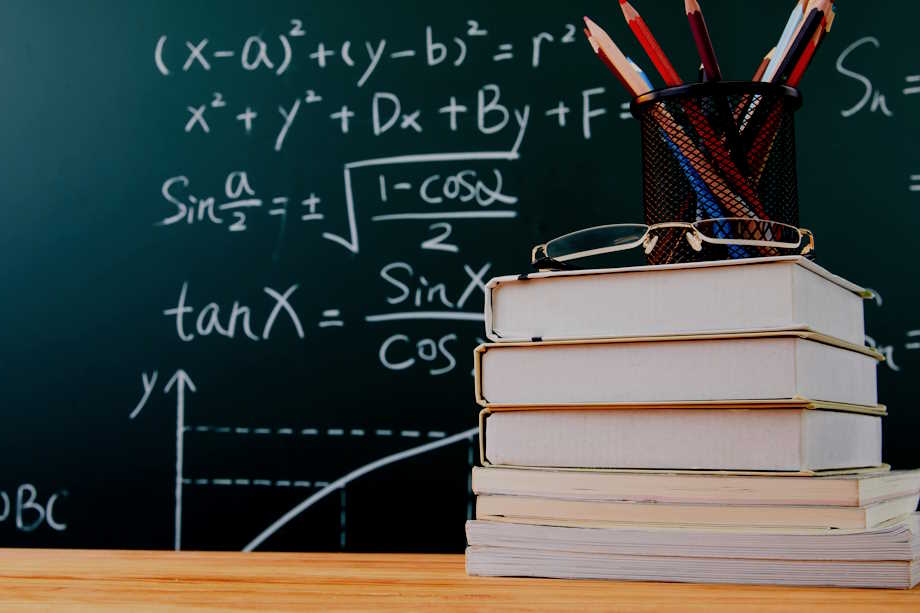 (x-a)²+(y-b)²=r²
x²+y²+Dx+By+F=
Sin a/2 = ± √(1-cosα)/2
tanX = SinX/Cos
y
BC
Sn=
n=
=